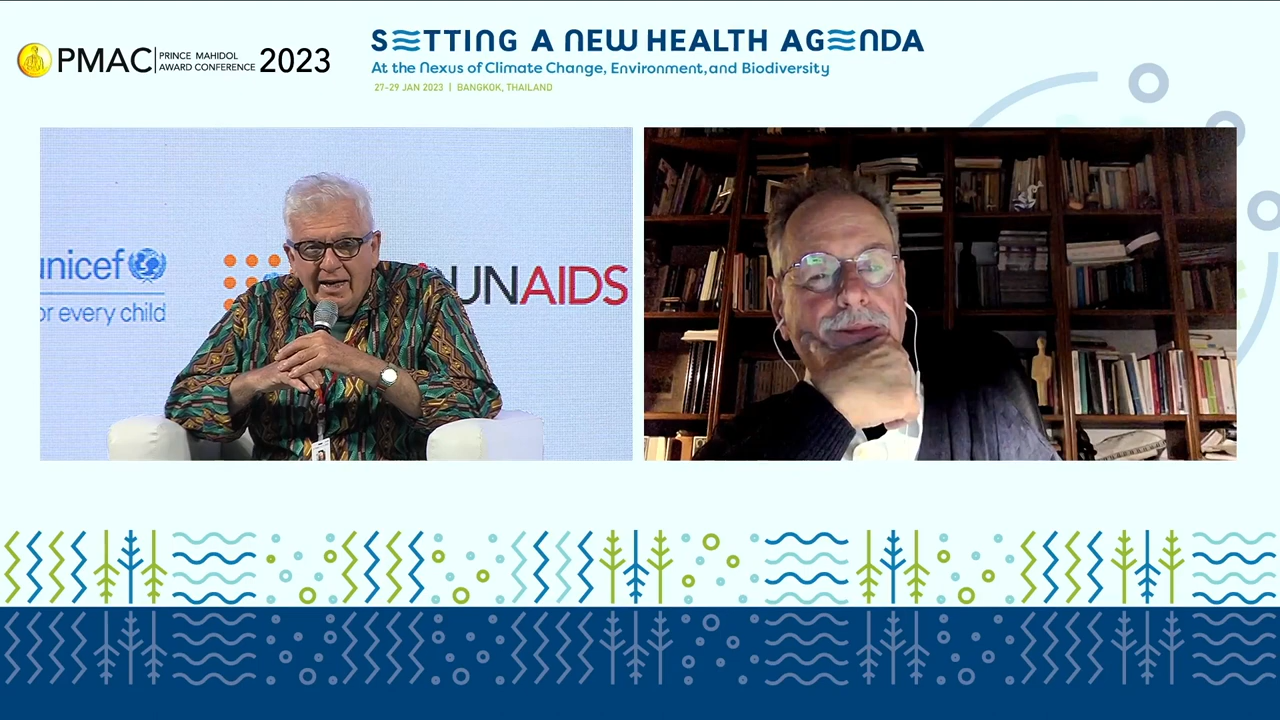 PMAC
PRINCE MAHIDOL
AWARD CONFERENCE
2023
SETTING A NEW HEALTH AGENDA
At the Nexus of Climate Change, Environment, and Biodiversity
27-29 JAN 2023 | BANGKOK, THAILAND
unicef
for every child
UNAIDS